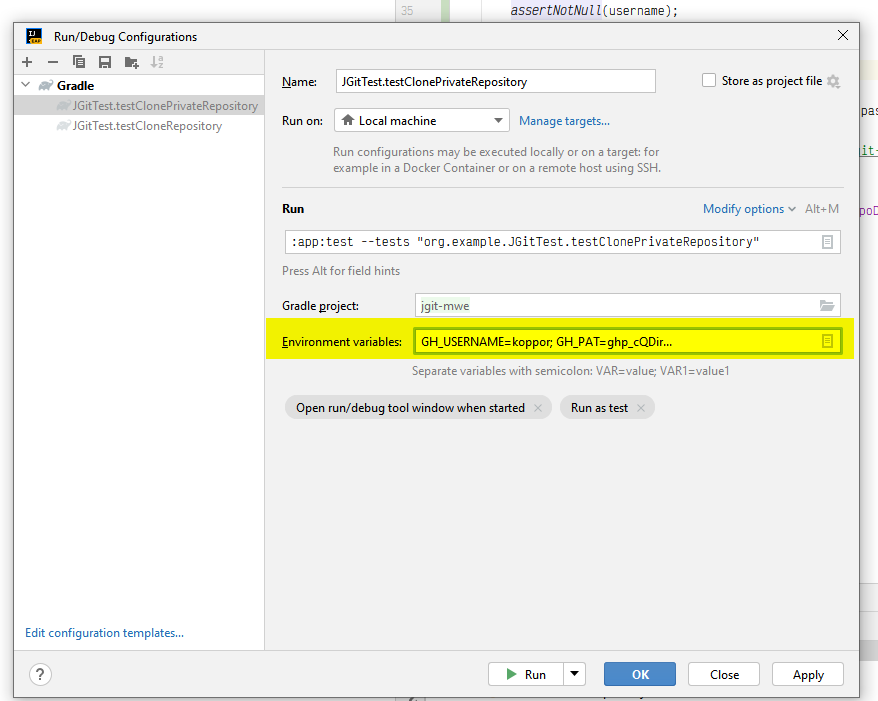 35 assertNotNull(username);
Run/Debug Configurations
Gradle
JGitTest.testClonePrivateRepository
JGitTest.testCloneRepository
Name: JGitTest.testClonePrivateRepository Store as project file
Run on: Local machine Manage targets...
Run configurations may be executed locally or on a target: for
example in a Docker Container or on a remote host using SSH.
Run Modify options Alt+M
:app:test --tests "org.example.JGitTest.testClonePrivateRepository"
Press Alt for field hints
Gradle project: jgit-mwe
Environment variables: GH_USERNAME=koppor; GH_PAT=ghp_cQDir...
Separate variables with semicolon: VAR=value; VAR1=value1
Open run/debug tool window when started Run as test
Edit configuration templates...
? Run OK Close Apply